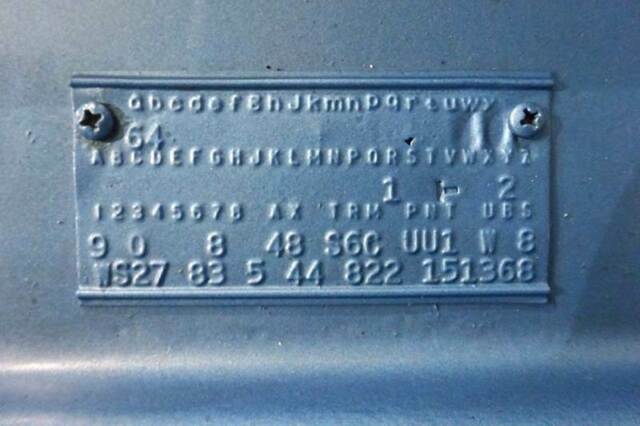 abcdefghJkmnpqrtuwxy
64
ABCDEFGHJKLMNPQRSTVWXYZ
1 2
12345678 AX TRM PNT UBS
9 0 8 48 S6C UU1 W 8
WS27 83 5 44 822 151368